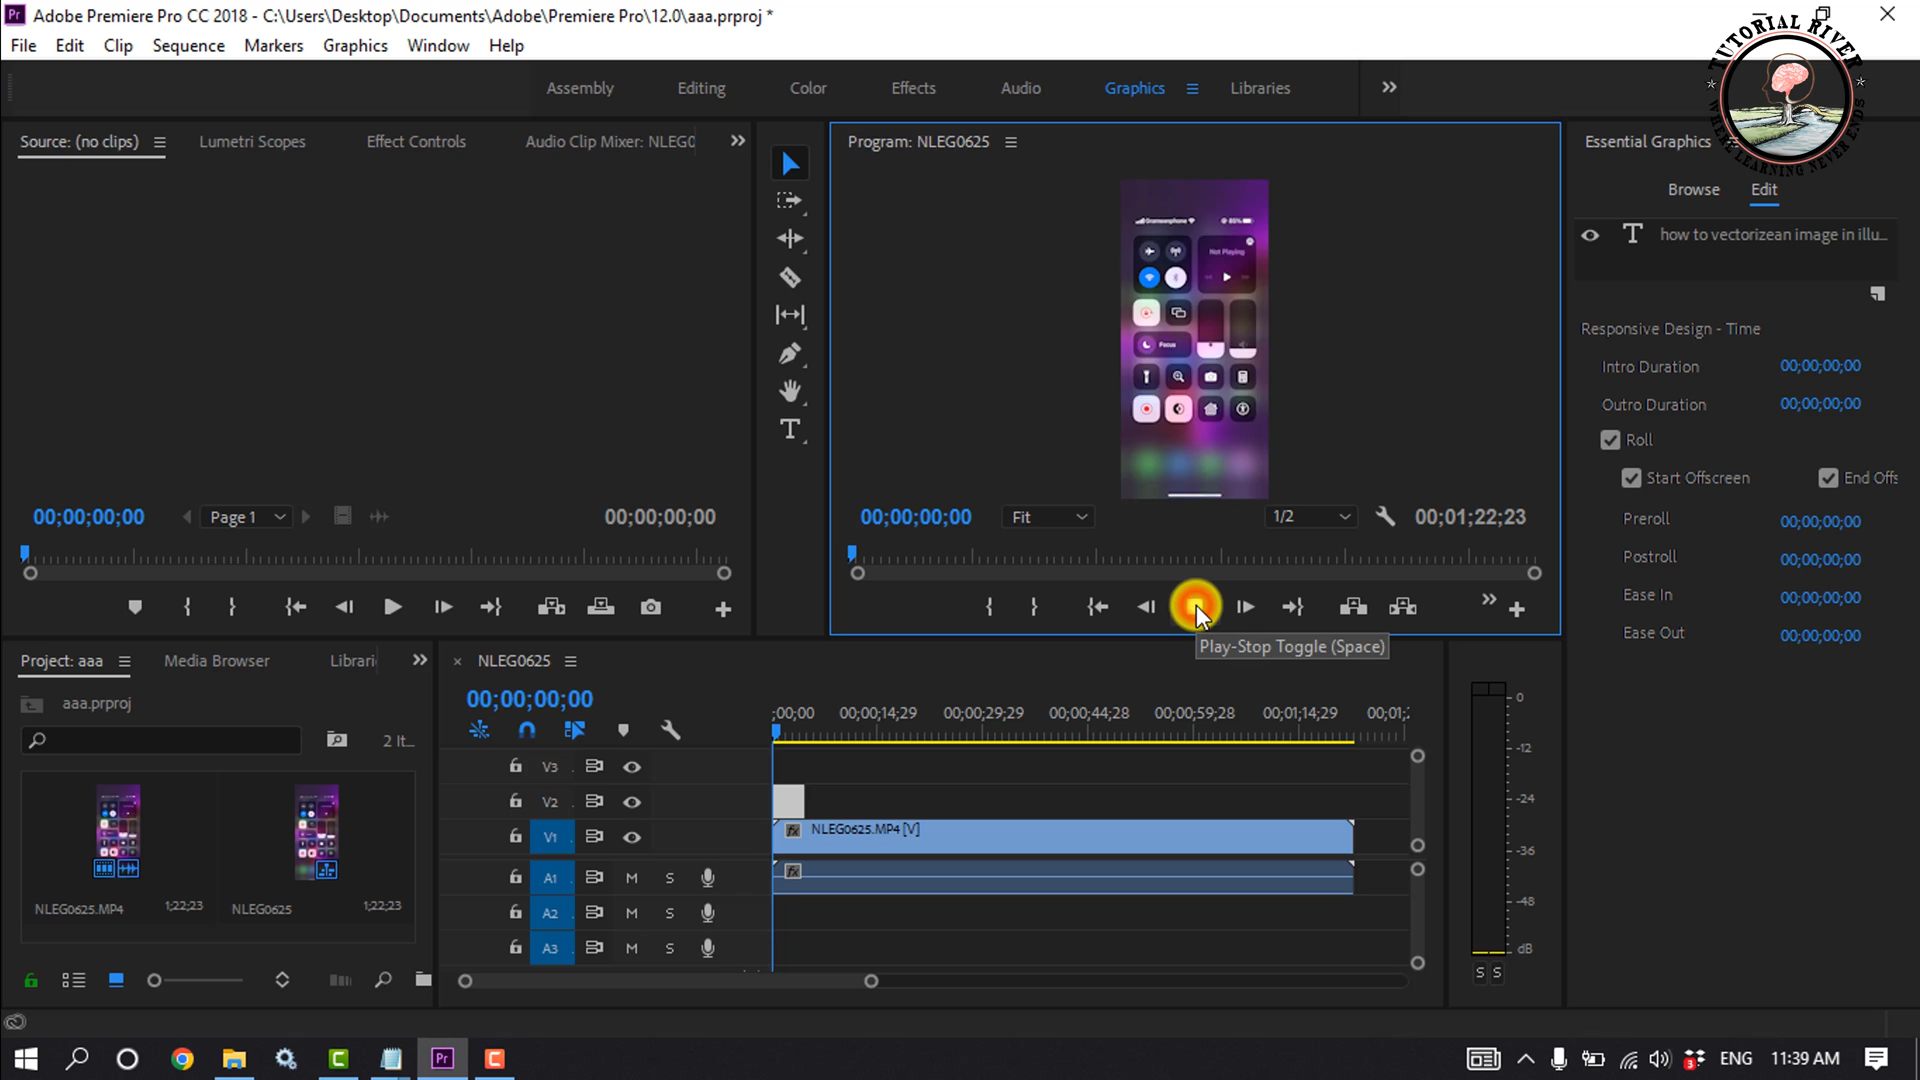 Adobe Premiere Pro CC 2018 - C:\Users\Desktop\Documents\Adobe\Premiere Pro\12.0\aaa.prproj *
File Edit Clip Sequence Markers Graphics Window Help
TUTORIAL RIVER
WHERE LEARNING NEVER ENDS
Assembly Editing Color Effects Audio Graphics Libraries
Source: (no clips) Lumetri Scopes Effect Controls Audio Clip Mixer: NLEG0
Program: NLEG0625
Essential Graphics
Browse Edit
how to vectorizean image in illu...
Not Playing
Focus
Responsive Design - Time
Intro Duration 00;00;00;00
Outro Duration 00;00;00;00
Roll
Start Offscreen End Offs
Preroll 00;00;00;00
Postroll 00;00;00;00
Ease In 00;00;00;00
Ease Out 00;00;00;00
00;00;00;00 Page 1 00;00;00;00
00;00;00;00 Fit 1/2 00;01;22;23
Play-Stop Toggle (Space)
Project: aaa Media Browser Librari
aaa.prproj
2 It...
NLEG0625.MP4 1;22;23 NLEG0625 1;22;23
NLEG0625
00;00;00;00
;00;00 00;00;14;29 00;00;29;29 00;00;44;28 00;00;59;28 00;01;14;29 00;01;
V3
V2
V1 NLEG0625.MP4 [V]
A1 M S
A2 M S
A3 M S
0
-12
-24
-36
-48
dB
S S
ENG 11:39 AM